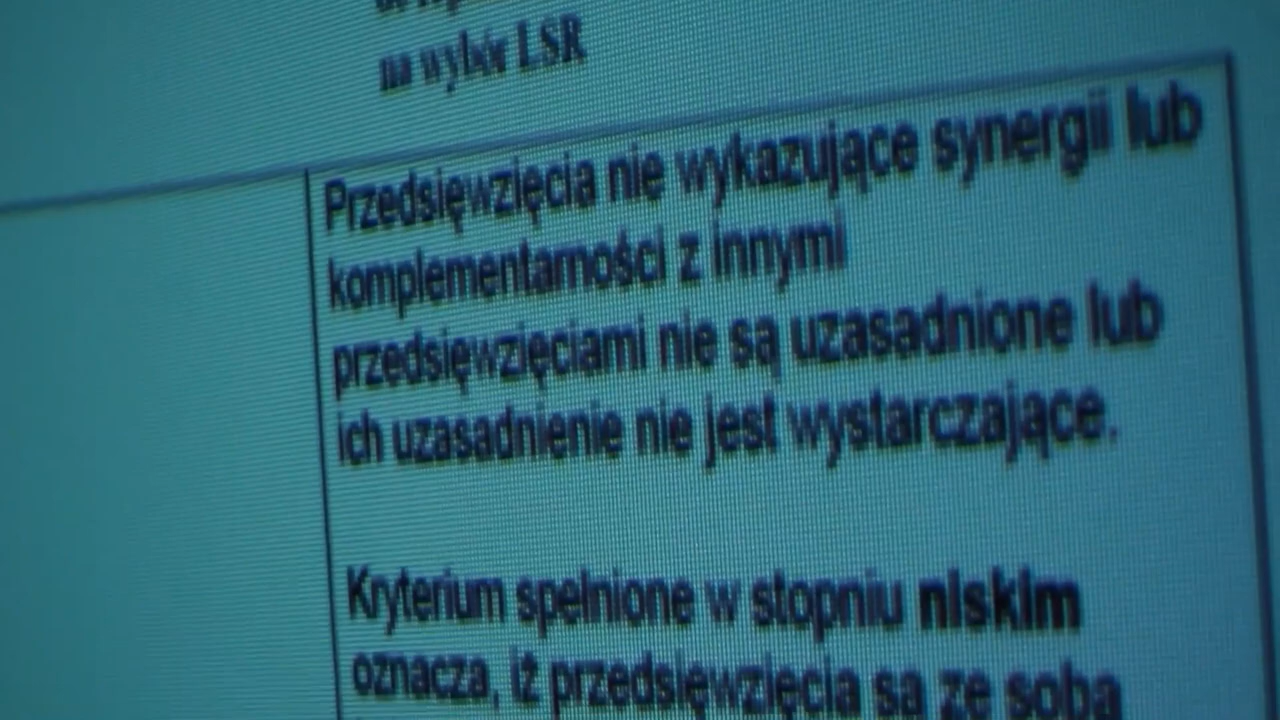 na wybór LSR
Przedsięwzięcia nie wykazujące synergii lub
komplementarności z innymi
przedsięwzięciami nie są uzasadnione lub
ich uzasadnienie nie jest wystarczające.
Kryterium spełnione w stopniu niskim
oznacza, iż przedsięwzięcia są ze sobą